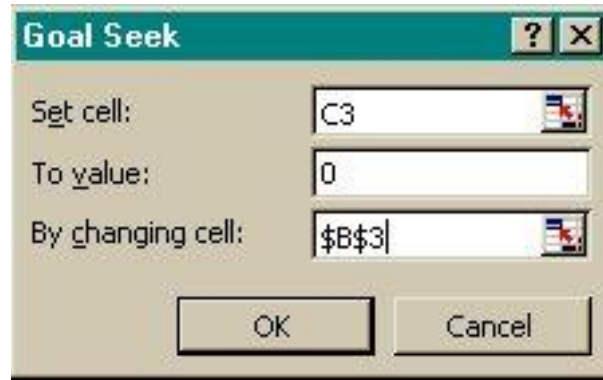 Goal Seek ? X
Set cell: C3
To value: 0
By changing cell: $B$3
OK Cancel